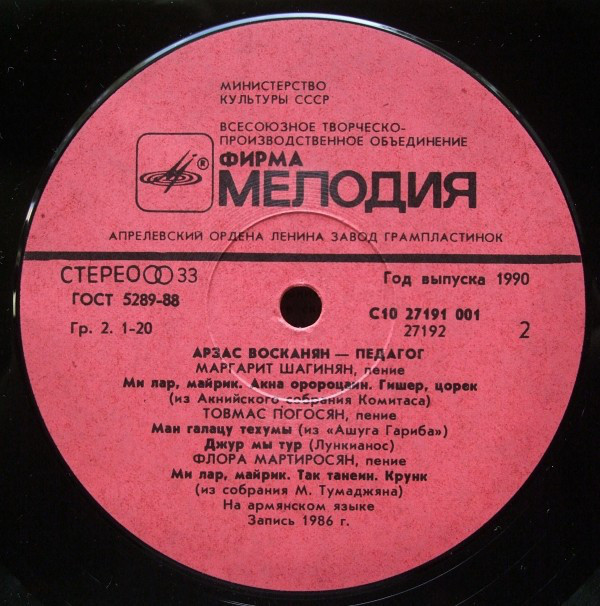 МИНИСТЕРСТВО
КУЛЬТУРЫ СССР
ВСЕСОЮЗНОЕ ТВОРЧЕСКО-
ПРОИЗВОДСТВЕННОЕ ОБЪЕДИНЕНИЕ
ФИРМА
®
МЕЛОДИЯ
АПРЕЛЕВСКИЙ ОРДЕНА ЛЕНИНА ЗАВОД ГРАМПЛАСТИНОК
СТЕРЕО 33
Год выпуска 1990
ГОСТ 5289-88
С10 27191 001
Гр. 2. 1-20
27192
2
АРЗАС ВОСКАНЯН — ПЕДАГОГ
МАРГАРИТ ШАГИНЯН, пение
Ми лар, майрик. Акна оророцаин. Гишер, цорек
(из Акнийского собрания Комитаса)
ТОВМАС ПОГОСЯН, пение
Ман галацу техумы (из «Ашуга Гариба»)
Джур мы тур (Лункианос)
ФЛОРА МАРТИРОСЯН, пение
Ми лар, майрик. Так танеин. Крунк
(из собрания М. Тумаджяна)
На армянском языке
Запись 1986 г.